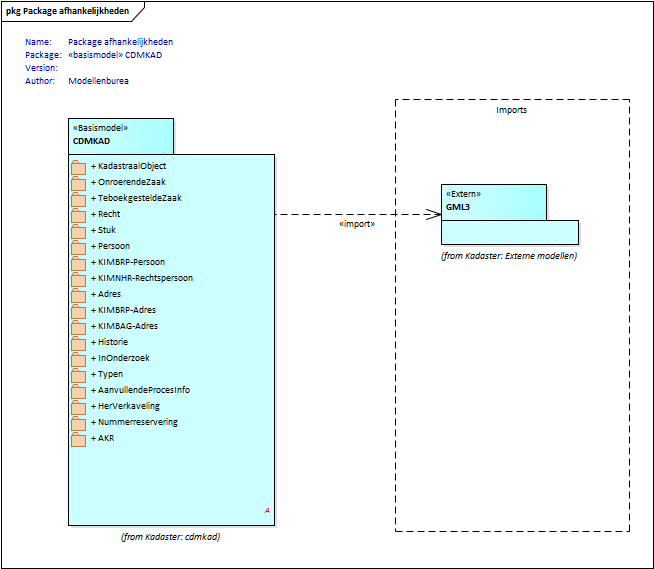 pkg Package afhankelijkheden
Name: Package afhankelijkheden
Package: «basismodel» CDMKAD
Version:
Author: Modellenburea
Imports
«Basismodel»
CDMKAD
+ KadastraalObject
+ OnroerendeZaak
+ TeboekgesteldeZaak
+ Recht
+ Stuk
+ Persoon
+ KIMBRP-Persoon
+ KIMNHR-Rechtspersoon
+ Adres
+ KIMBRP-Adres
+ KIMBAG-Adres
+ Historie
+ InOnderzoek
+ Typen
+ AanvullendeProcesInfo
+ HerVerkaveling
+ Nummerreservering
+ AKR
A
(from Kadaster: cdmkad)
«import»
«Extern»
GML3
(from Kadaster: Externe modellen)